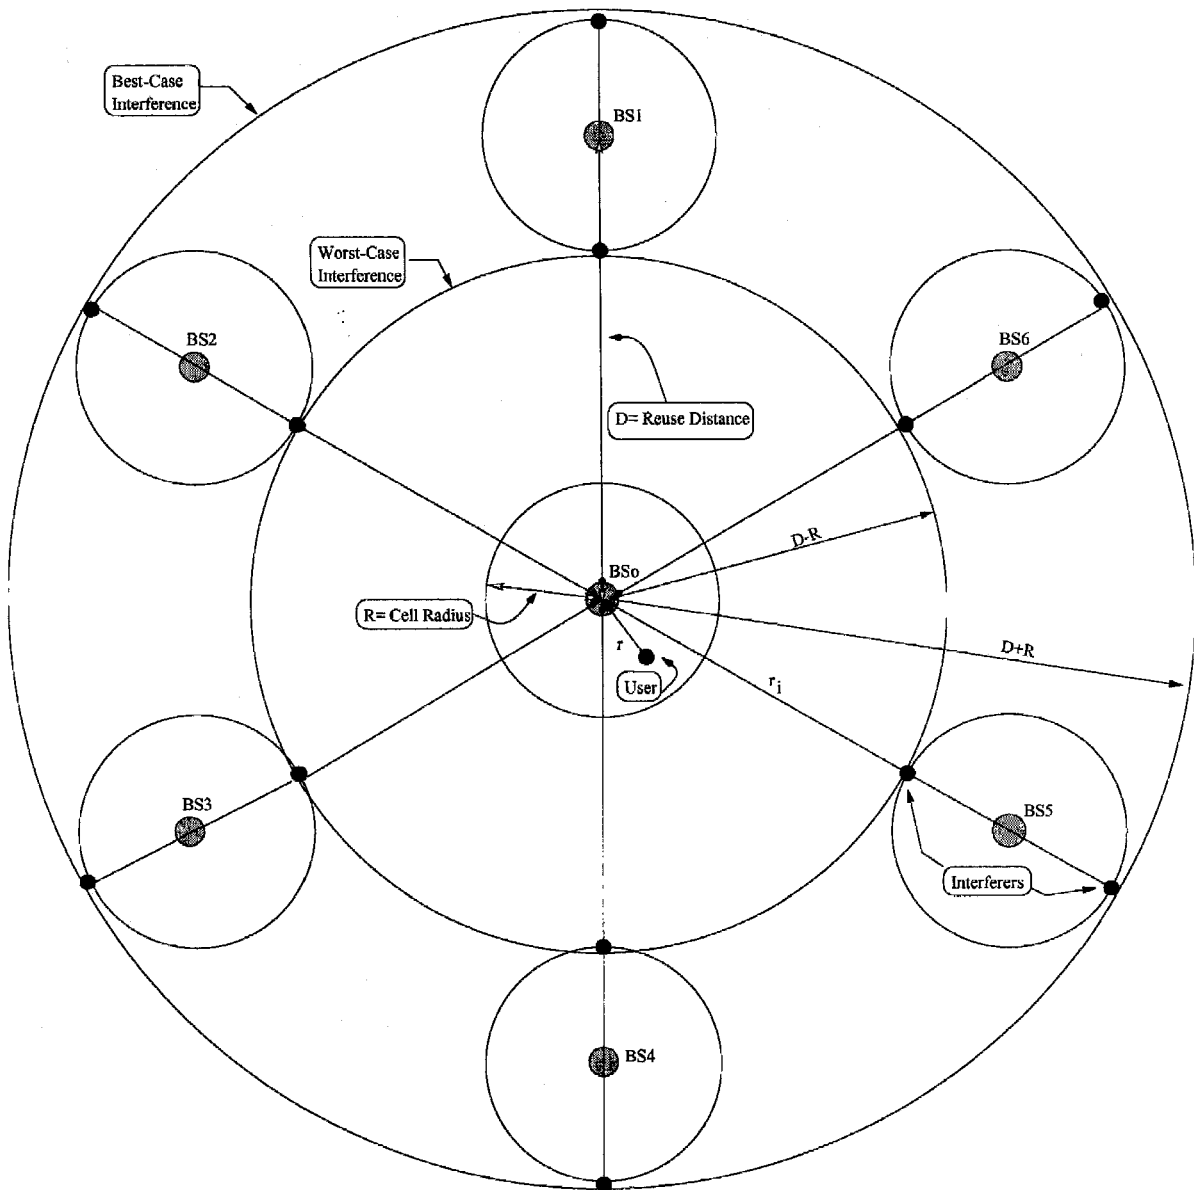 Best-Case
Interference
BS1
Worst-Case
Interference
BS2
BS6
D= Reuse Distance
D-R
BSo
R= Cell Radius
r
D+R
User
r i
BS3
BS5
Interferers
BS4